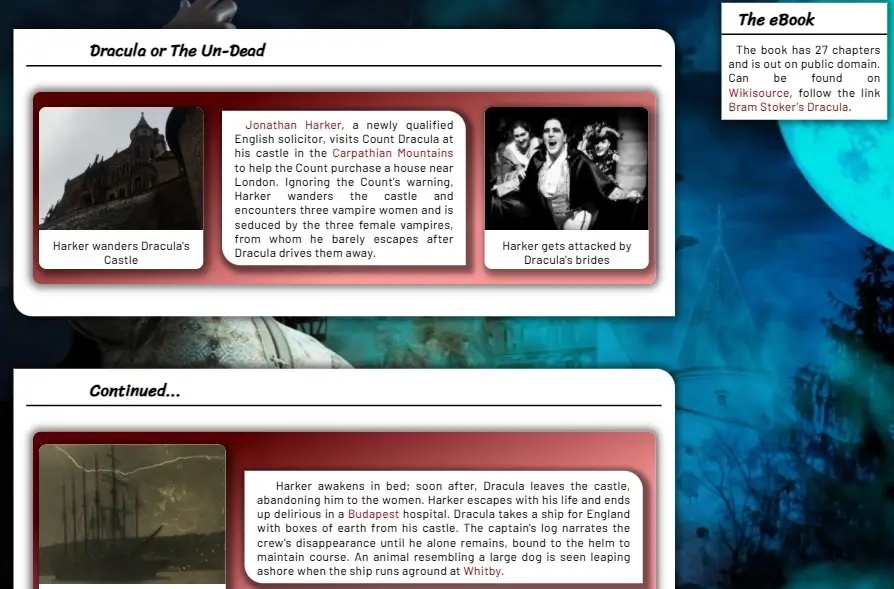 Dracula or The Un-Dead
Harker wanders Dracula's
Castle
Jonathan Harker, a newly qualified
English solicitor, visits Count Dracula at
his castle in the Carpathian Mountains
to help the Count purchase a house near
London. Ignoring the Count's warning,
Harker wanders the castle and
encounters three vampire women and is
seduced by the three female vampires,
from whom he barely escapes after
Dracula drives them away.
Harker gets attacked by
Dracula's brides
The eBook
The book has 27 chapters
and is out on public domain.
Can be found on
Wikisource, follow the link
Bram Stoker's Dracula.
Continued...
Harker awakens in bed; soon after, Dracula leaves the castle,
abandoning him to the women. Harker escapes with his life and ends
up delirious in a Budapest hospital. Dracula takes a ship for England
with boxes of earth from his castle. The captain's log narrates the
crew's disappearance until he alone remains, bound to the helm to
maintain course. An animal resembling a large dog is seen leaping
ashore when the ship runs aground at Whitby.